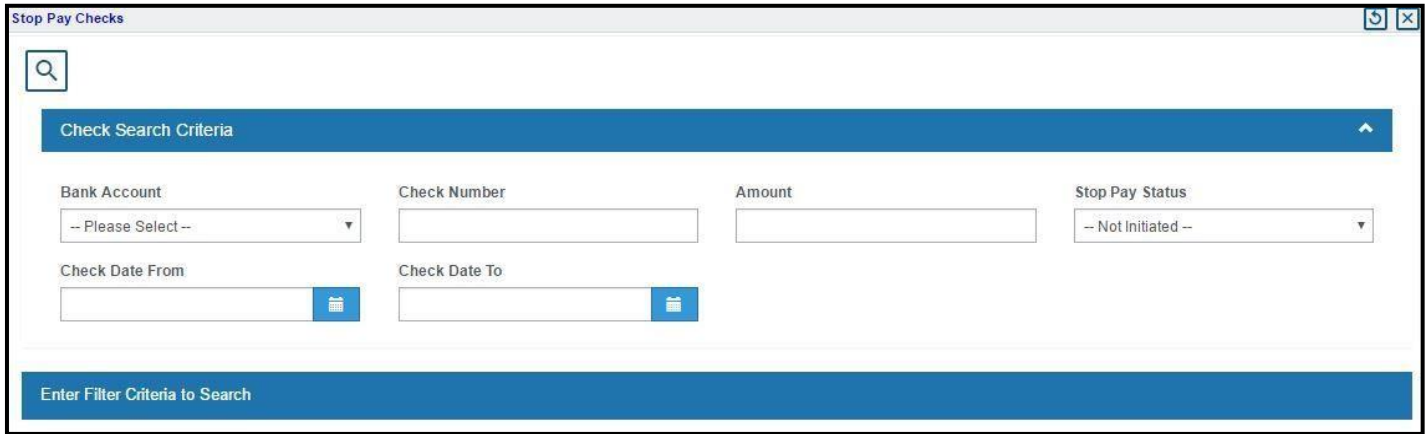 Stop Pay Checks
Check Search Criteria
Bank Account Check Number Amount Stop Pay Status
-- Please Select -- -- Not Initiated --
Check Date From Check Date To
Enter Filter Criteria to Search